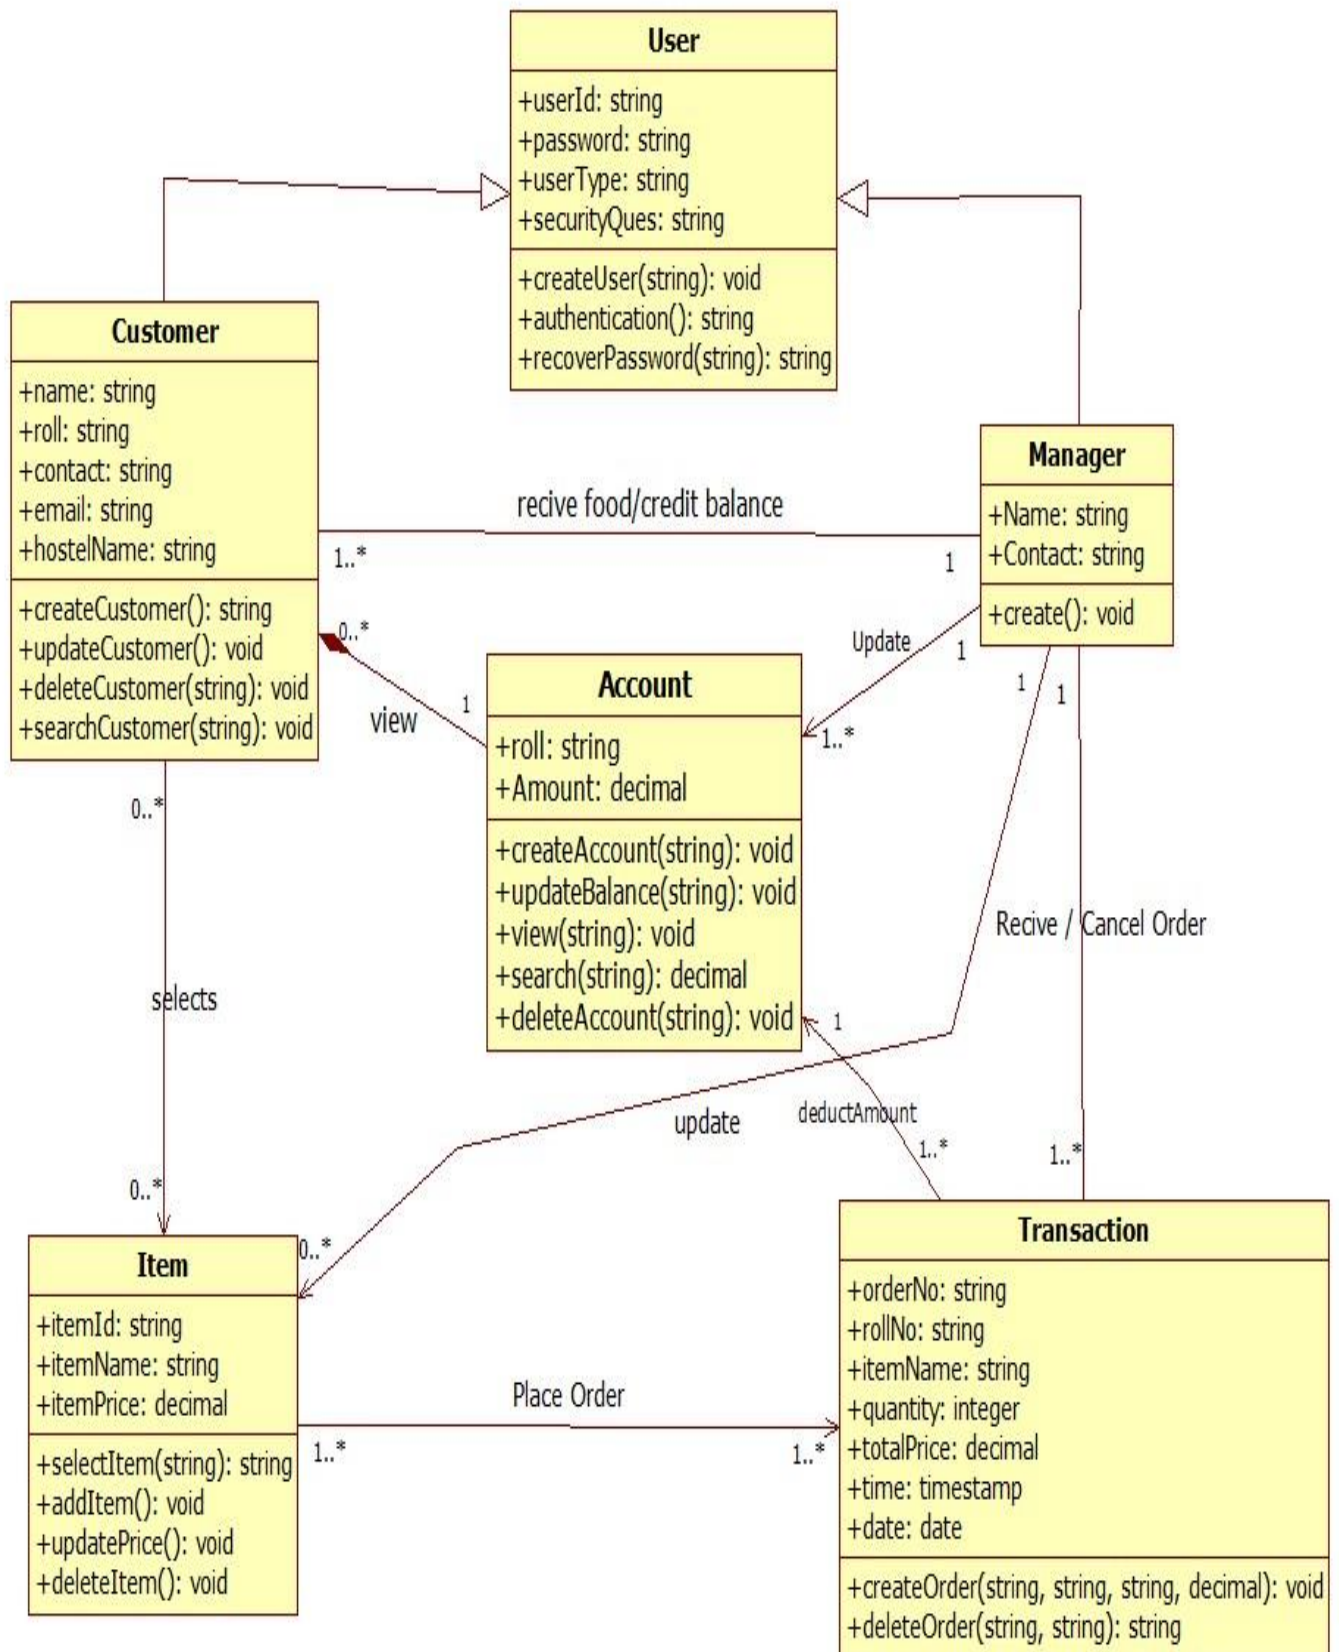 User
+userId: string
+password: string
+userType: string
+securityQues: string
+createUser(string): void
+authentication(): string
+recoverPassword(string): string
Customer
+name: string
+roll: string
+contact: string
+email: string
+hostelName: string
+createCustomer(): string
+updateCustomer(): void
+deleteCustomer(string): void
+searchCustomer(string): void
Manager
+Name: string
+Contact: string
+create(): void
recive food/credit balance
1..*
1
0..*
view
1
Update
1
1..*
Account
+roll: string
+Amount: decimal
+createAccount(string): void
+updateBalance(string): void
+view(string): void
+search(string): decimal
+deleteAccount(string): void
1
1
Recive / Cancel Order
1..*
0..*
selects
0..*
update
0..*
1
deductAmount
1..*
Item
+itemId: string
+itemName: string
+itemPrice: decimal
+selectItem(string): string
+addItem(): void
+updatePrice(): void
+deleteItem(): void
Place Order
1..*
1..*
Transaction
+orderNo: string
+rollNo: string
+itemName: string
+quantity: integer
+totalPrice: decimal
+time: timestamp
+date: date
+createOrder(string, string, string, decimal): void
+deleteOrder(string, string): string